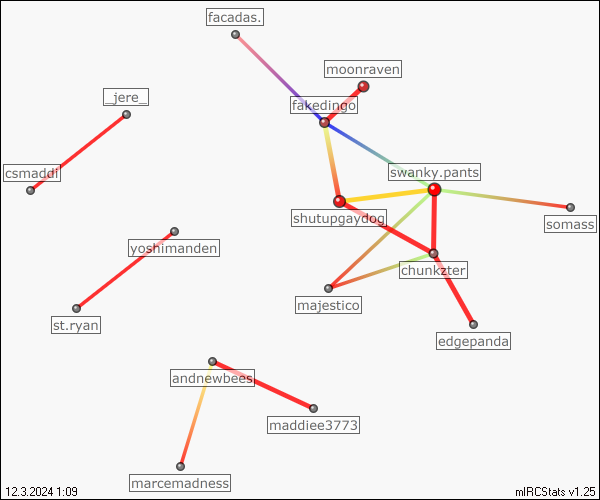 facadas.
moonraven
_jere_
fakedingo
csmaddi
swanky.pants
shutupgaydog
somass
yoshimanden
chunkzter
majestico
st.ryan
edgepanda
andnewbees
maddiee3773
marcemadness
12.3.2024 1:09
mIRCStats v1.25